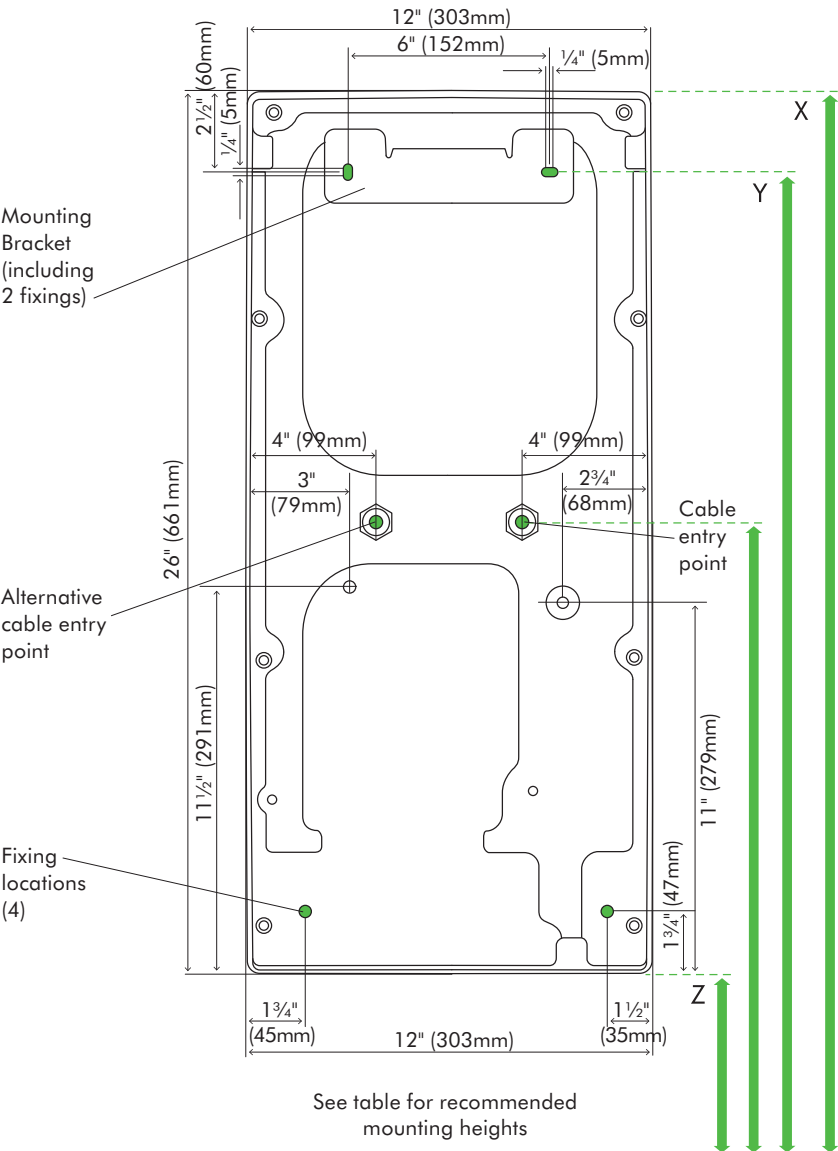 12" (303mm)
6" (152mm)
¼" (5mm)
2½" (60mm)
¼" (5mm)
X
Y
Mounting
Bracket
(including
2 fixings)
4" (99mm)
4" (99mm)
3"
(79mm)
2¾"
(68mm)
Cable
entry
point
26" (661mm)
Alternative
cable entry
point
11½" (291mm)
11" (279mm)
Fixing
locations
(4)
1¾" (47mm)
Z
1¾"
(45mm)
1½"
(35mm)
12" (303mm)
See table for recommended
mounting heights